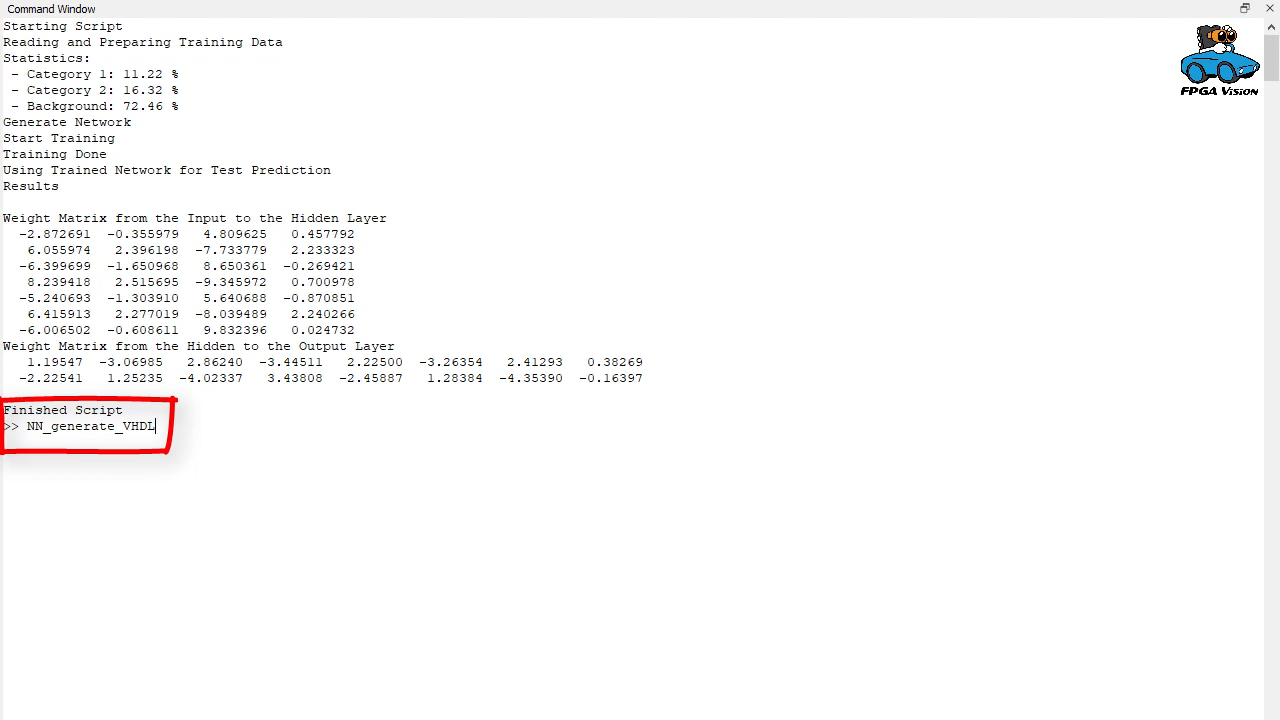 Command Window
Starting Script
Reading and Preparing Training Data
Statistics:
- Category 1: 11.22 %
- Category 2: 16.32 %
- Background: 72.46 %
Generate Network
Start Training
Training Done
Using Trained Network for Test Prediction
Results
Weight Matrix from the Input to the Hidden Layer
-2.872691 -0.355979 4.809625 0.457792
6.055974 2.396198 -7.733779 2.233323
-6.399699 -1.650968 8.650361 -0.269421
8.239418 2.515695 -9.345972 0.700978
-5.240693 -1.303910 5.640688 -0.870851
6.415913 2.277019 -8.039489 2.240266
-6.006502 -0.608611 9.832396 0.024732
Weight Matrix from the Hidden to the Output Layer
1.19547 -3.06985 2.86240 -3.44511 2.22500 -3.26354 2.41293 0.38269
-2.22541 1.25235 -4.02337 3.43808 -2.45887 1.28384 -4.35390 -0.16397
Finished Script
>> NN_generate_VHDL
FPGA Vision